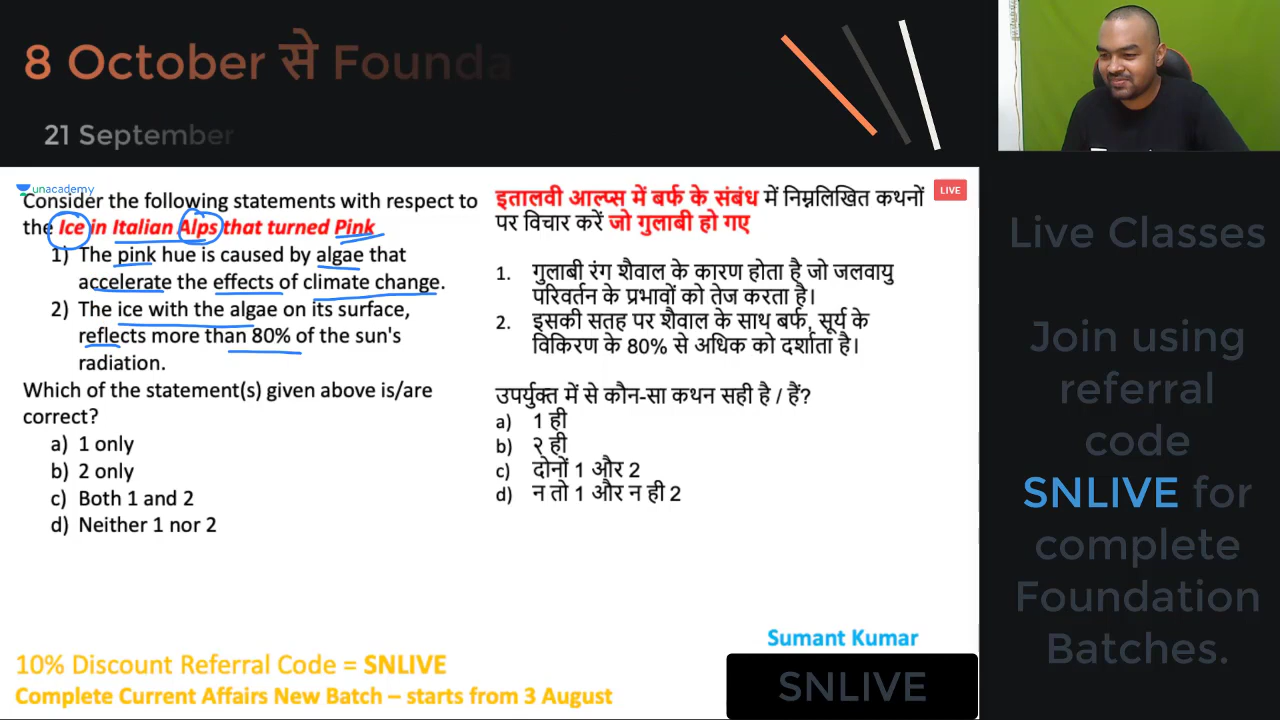 8 October से Founda
21 September
unacademy
Consider the following statements with respect to
the Ice in Italian Alps that turned Pink
1) The pink hue is caused by algae that
accelerate the effects of climate change.
2) The ice with the algae on its surface,
reflects more than 80% of the sun's
radiation.
Which of the statement(s) given above is/are
correct?
a) 1 only
b) 2 only
c) Both 1 and 2
d) Neither 1 nor 2
इतालवी आल्प्स में बर्फ के संबंध में निम्नलिखित कथनों
पर विचार करें जो गुलाबी हो गए
1. गुलाबी रंग शैवाल के कारण होता है जो जलवायु
परिवर्तन के प्रभावों को तेज करता है।
2. इसकी सतह पर शैवाल के साथ बर्फ, सूर्य के
विकिरण के 80% से अधिक को दर्शाता है।
उपर्युक्त में से कौन-सा कथन सही है / हैं?
a) 1 ही
b) २ ही
c) दोनों 1 और 2
d) न तो 1 और न ही 2
LIVE
Live Classes
Join using
referral
code
SNLIVE for
complete
Foundation
Batches.
Sumant Kumar
10% Discount Referral Code = SNLIVE
Complete Current Affairs New Batch – starts from 3 August
SNLIVE